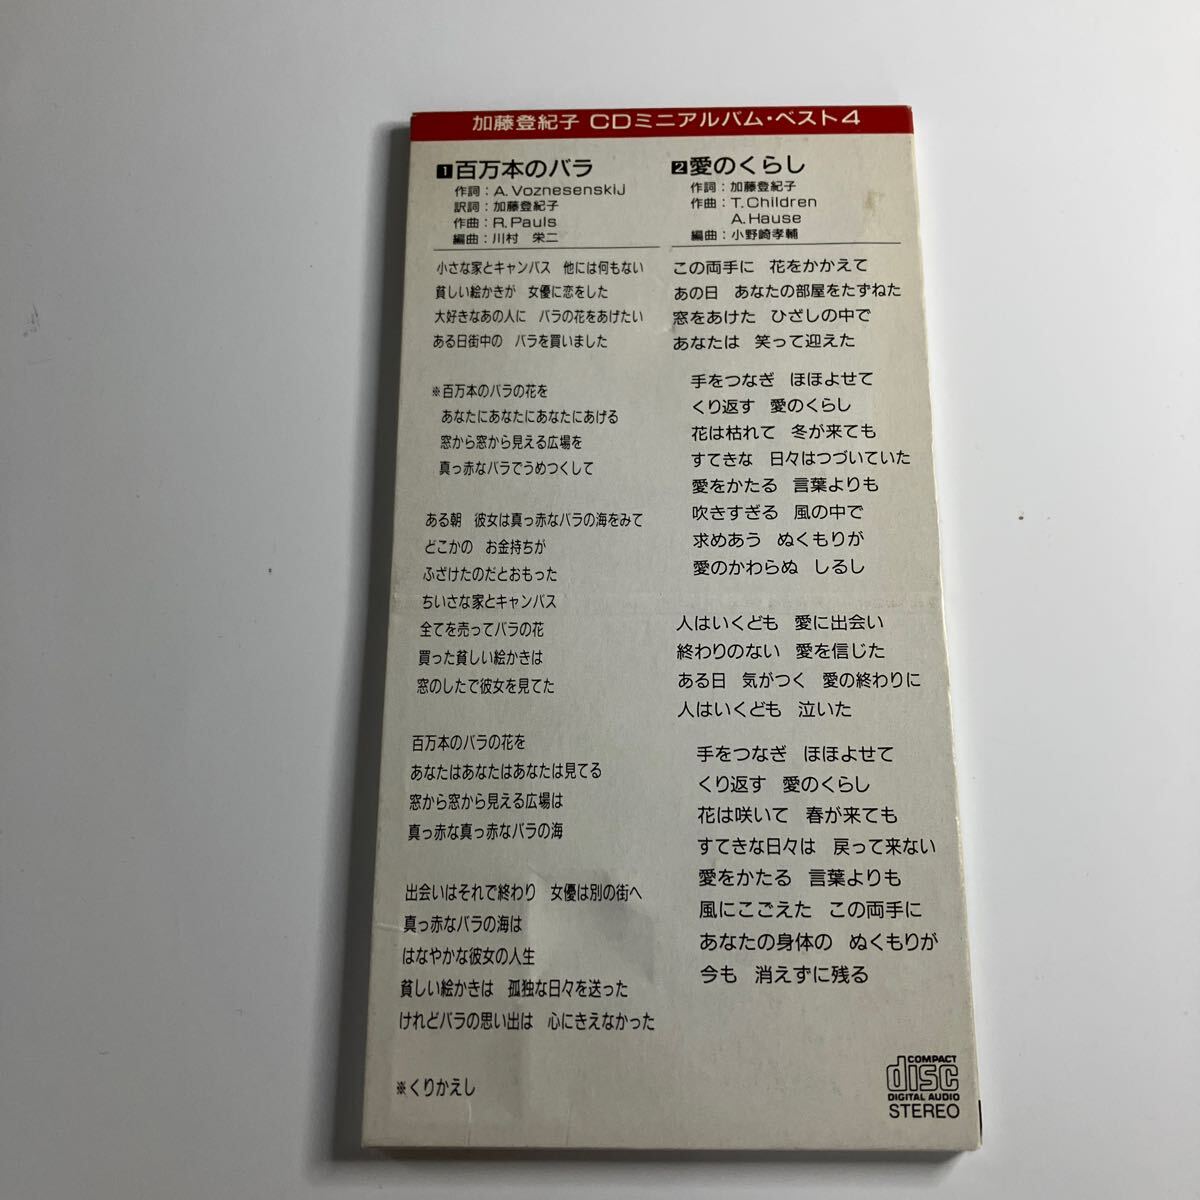 加藤登紀子 CDミニアルバム・ベスト4
1 百万本のバラ
作詞：A. Voznesenskij
訳詞：加藤登紀子
作曲：R. Pauls
編曲：川村　栄二
小さな家とキャンバス　他には何もない
貧しい絵かきが　女優に恋をした
大好きなあの人に　バラの花をあげたい
ある日街中の　バラを買いました
※百万本のバラの花を
あなたにあなたにあなたにあげる
窓から窓から見える広場を
真っ赤なバラでうめつくして
ある朝　彼女は真っ赤なバラの海をみて
どこかの　お金持ちが
ふざけたのだとおもった
ちいさな家とキャンバス
全てを売ってバラの花
買った貧しい絵かきは
窓のしたで彼女を見てた
百万本のバラの花を
あなたはあなたはあなたは見てる
窓から窓から見える広場は
真っ赤な真っ赤なバラの海
出会いはそれで終わり　女優は別の街へ
真っ赤なバラの海は
はなやかな彼女の人生
貧しい絵かきは　孤独な日々を送った
けれどバラの思い出は　心にきえなかった
※くりかえし
2 愛のくらし
作詞：加藤登紀子
作曲：T. Children
A. Hause
編曲：小野崎孝輔
この両手に　花をかかえて
あの日　あなたの部屋をたずねた
窓をあけた　ひざしの中で
あなたは　笑って迎えた
手をつなぎ　ほほよせて
くり返す　愛のくらし
花は枯れて　冬が来ても
すてきな　日々はつづいていた
愛をかたる　言葉よりも
吹きすぎる　風の中で
求めあう　ぬくもりが
愛のかわらぬ　しるし
人はいくども　愛に出会い
終わりのない　愛を信じた
ある日　気がつく　愛の終わりに
人はいくども　泣いた
手をつなぎ　ほほよせて
くり返す　愛のくらし
花は咲いて　春が来ても
すてきな日々は　戻って来ない
愛をかたる　言葉よりも
風にこごえた　この両手に
あなたの身体の　ぬくもりが
今も　消えずに残る
COMPACT
disc
DIGITAL AUDIO
STEREO